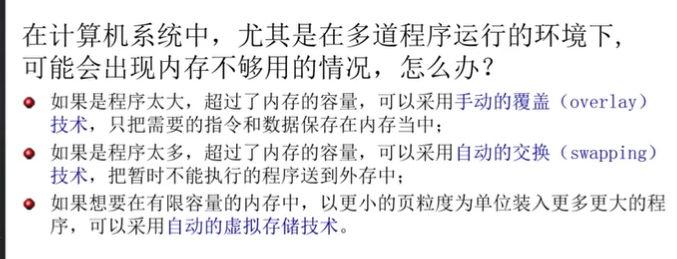 在计算机系统中，尤其是在多道程序运行的环境下，
可能会出现内存不够用的情况，怎么办？
如果是程序太大，超过了内存的容量，可以采用手动的覆盖（overlay）
技术，只把需要的指令和数据保存在内存当中；
如果是程序太多，超过了内存的容量，可以采用自动的交换（swapping）
技术，把暂时不能执行的程序送到外存中；
如果想要在有限容量的内存中，以更小的页粒度为单位装入更多更大的程
序，可以采用自动的虚拟存储技术。